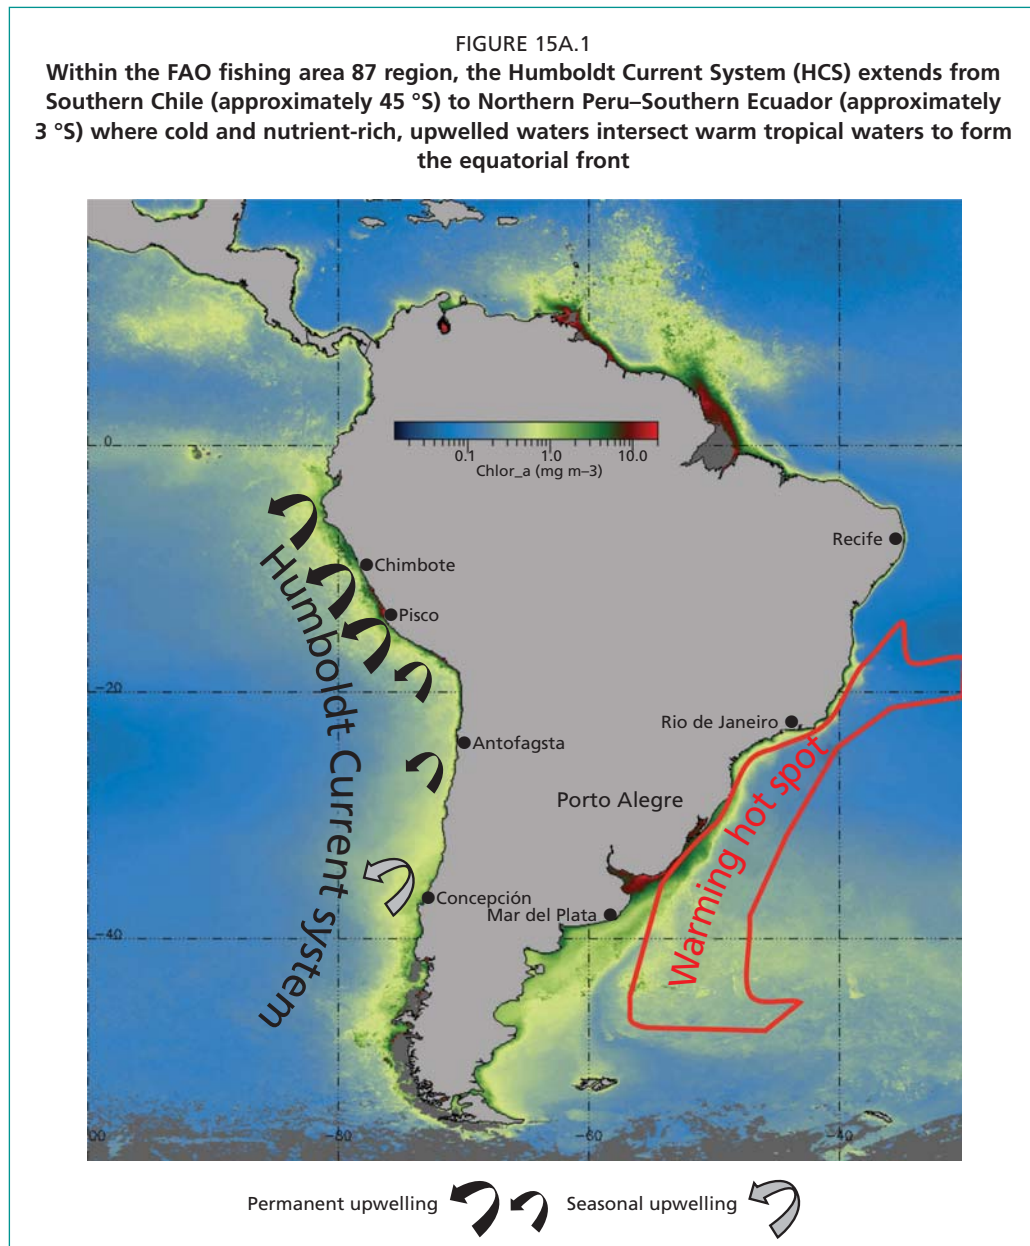 FIGURE 15A.1
Within the FAO fishing area 87 region, the Humboldt Current System (HCS) extends from
Southern Chile (approximately 45 °S) to Northern Peru–Southern Ecuador (approximately
3 °S) where cold and nutrient-rich, upwelled waters intersect warm tropical waters to form
the equatorial front
0
0.1
1.0
10.0
Chlor_a (mg m–3)
Recife
Chimbote
Pisco
Humboldt Current system
-20
Rio de Janeiro
Antofagsta
Warming hot spot
Porto Alegre
Concepción
Mar del Plata
-40
00
-80
-60
-40
Permanent upwelling
Seasonal upwelling